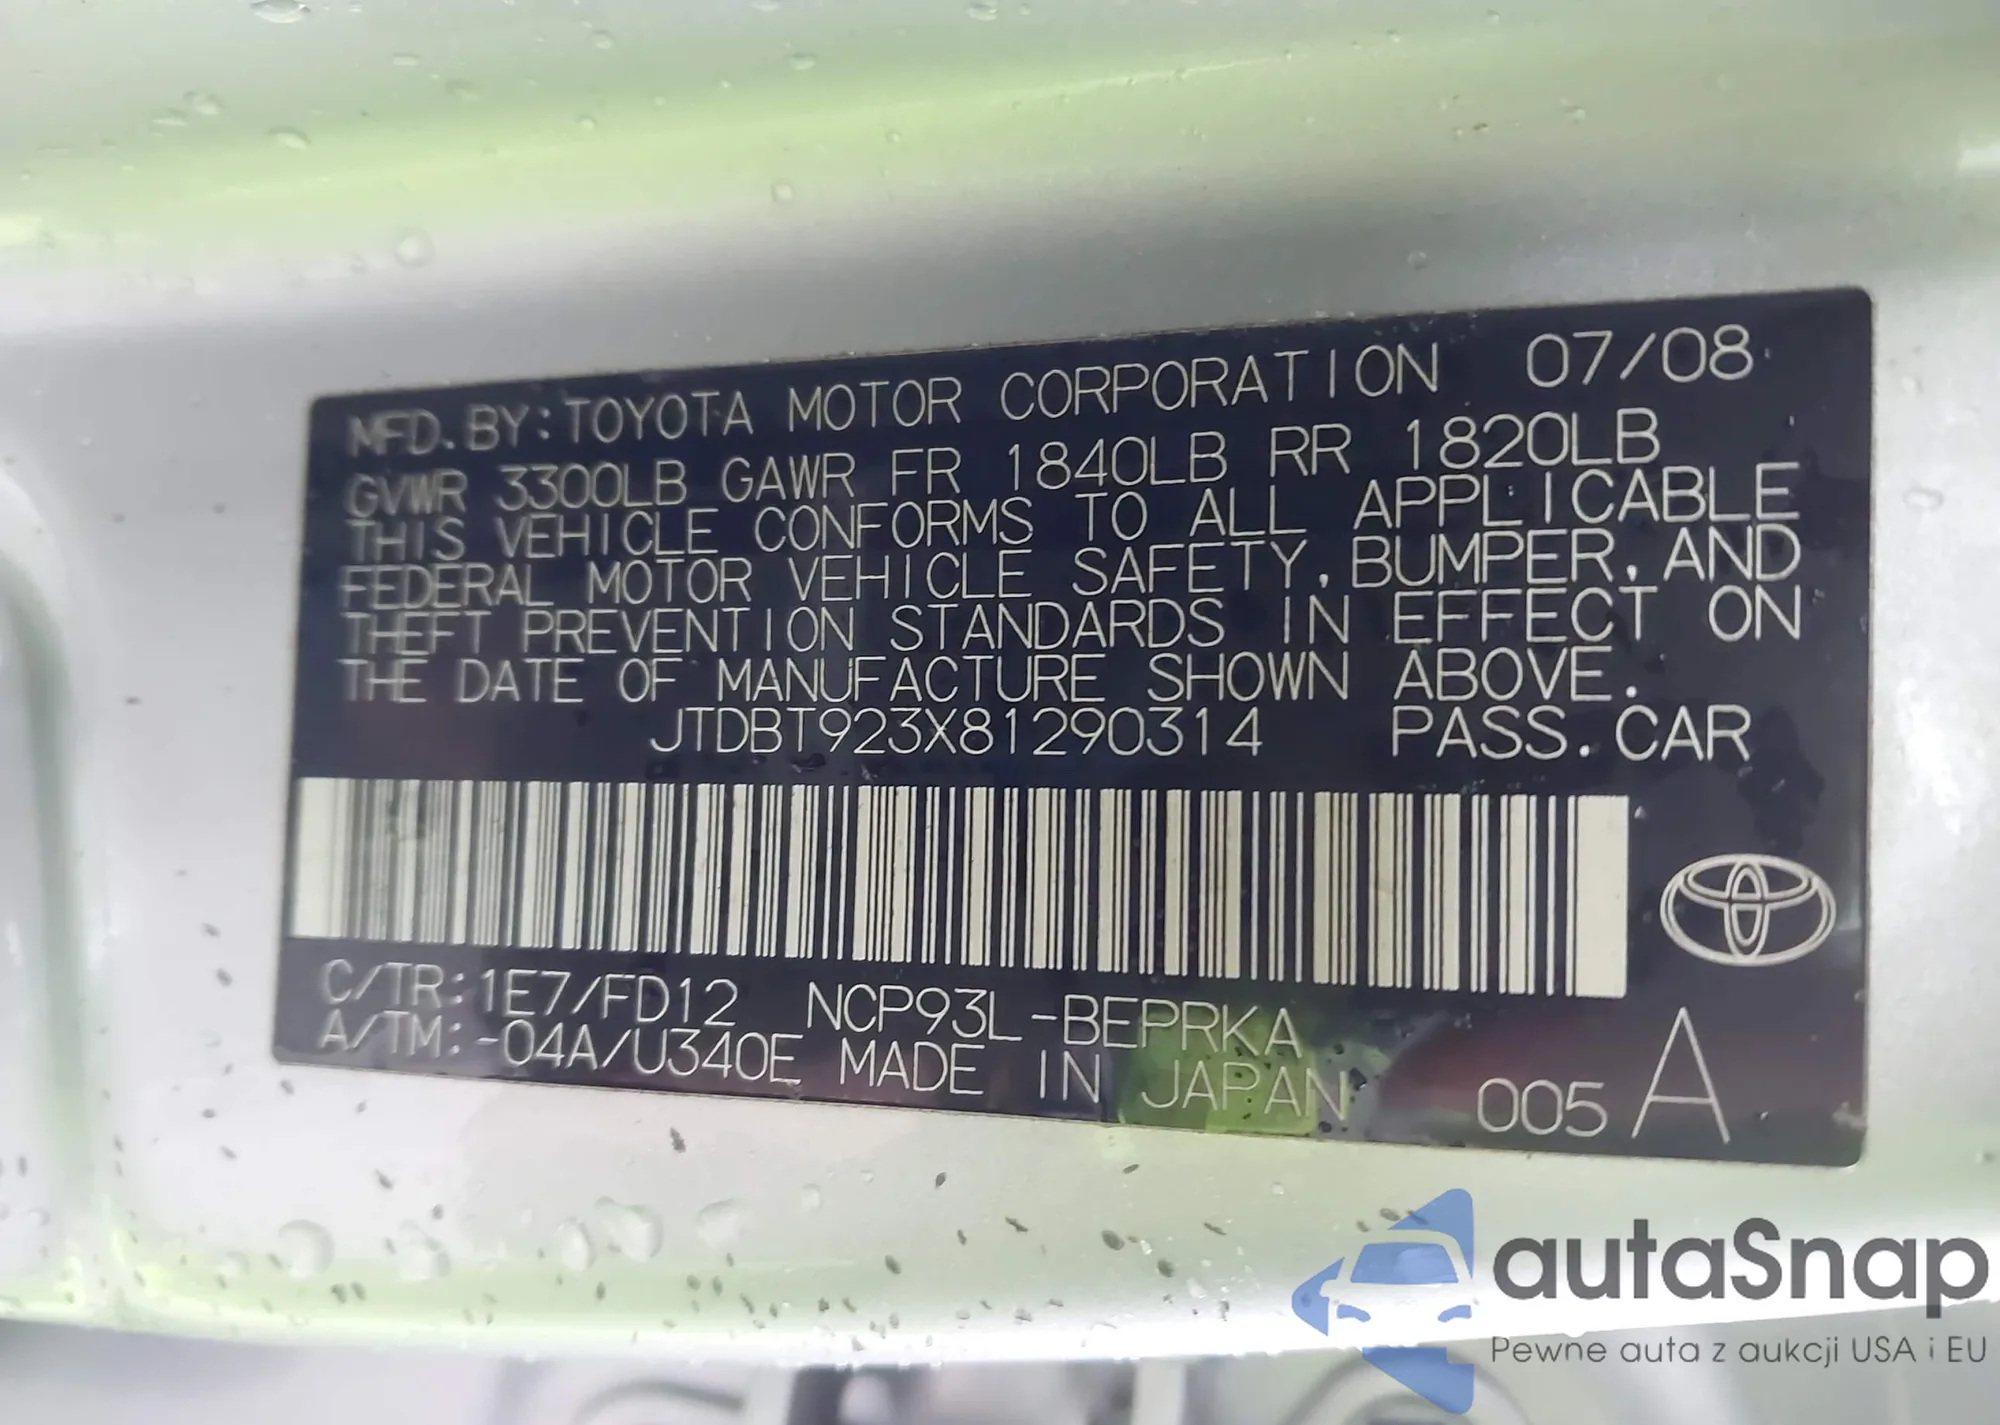 MFD. BY: TOYOTA MOTOR CORPORATION 07/08
GVWR 3300LB GAWR FR 1840LB RR 1820LB
THIS VEHICLE CONFORMS TO ALL APPLICABLE
FEDERAL MOTOR VEHICLE SAFETY, BUMPER, AND
THEFT PREVENTION STANDARDS IN EFFECT ON
THE DATE OF MANUFACTURE SHOWN ABOVE.
JTDBT923X81290314 PASS. CAR
C/TR: 1E7/FD12 NCP93L-BEPRKA
A/TM: -04A/U340E MADE IN JAPAN 005 A
autaSnap
Pewne auta z aukcji USA i EU